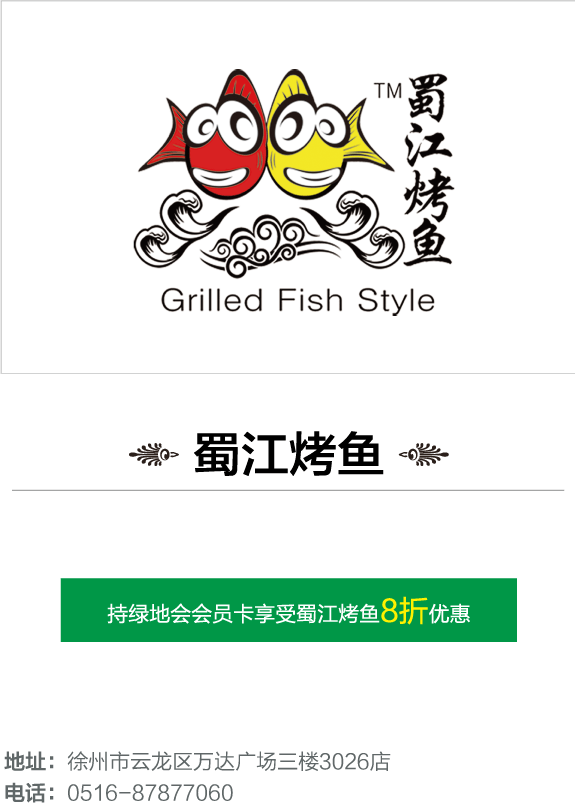 TM
蜀江烤鱼
Grilled Fish Style
蜀江烤鱼
持绿地会会员卡享受蜀江烤鱼8折优惠
地址：徐州市云龙区万达广场三楼3026店
电话：0516-87877060